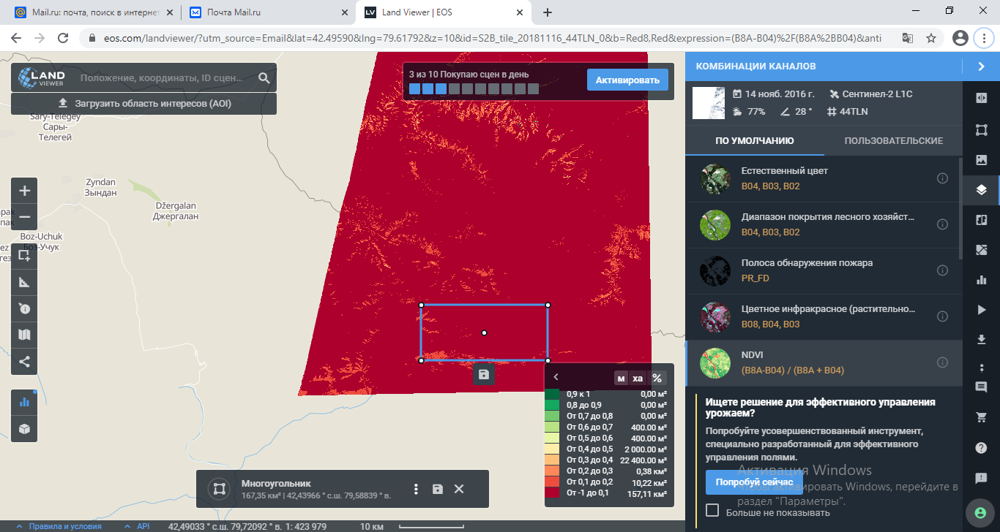 Mail.ru: почта, поиск в интернет
Почта Mail.ru
LV Land Viewer | EOS
eos.com/landviewer/?utm_source=Email&lat=42.49590&lng=79.61792&z=10&id=S2B_tile_20181116_44TLN_0&b=Red8,Red&expression=(B8A-B04)%2F(B8A%2BB04)&anti
LAND
VIEWER
Положение, координаты, ID сцен...
Загрузить область интересов (AOI)
3 из 10 Покупаю сцен в день
Активировать
Sary-Telegey
Сары-
Телегей
Zyndan
Зындан
Džergalan
Джергалан
Boz-Uchuk
Боз-Учук
м
ха
%
0,9 к 1 0,00 м²
0,8 до 0,9 0,00 м²
От 0,7 до 0,8 0,00 м²
От 0,6 до 0,7 400.00 м²
От 0,5 до 0,6 400.00 м²
От 0,4 до 0,5 2 000.00 м²
От 0,3 до 0,4 22 400.00 м²
От 0,2 до 0,3 0,38 км²
От 0,1 до 0,2 10,22 км²
От -1 до 0,1 157,11 км²
Многоугольник
167,35 км² | 42,43966 ° с.ш. 79,58839 ° в.
Правила и условия
API
42,49033 ° с.ш. 79,72092 ° в. 1: 423 979
10 км
КОМБИНАЦИИ КАНАЛОВ
14 нояб. 2016 г.
Сентинел-2 L1C
77%
28 °
44TLN
ПО УМОЛЧАНИЮ
ПОЛЬЗОВАТЕЛЬСКИЕ
Естественный цвет
B04, B03, B02
Диапазон покрытия лесного хозяйст...
B04, B03, B02
Полоса обнаружения пожара
PR_FD
Цветное инфракрасное (растительно...
B08, B04, B03
NDVI
(B8A-B04) / (B8A + B04)
Ищете решение для эффективного управления
урожаем?
Попробуйте усовершенствованный инструмент,
специально разработанный для эффективного
управления полями.
Попробуй сейчас
Больше не показывать
Активация Windows
Чтобы активировать Windows, перейдите в
раздел "Параметры".